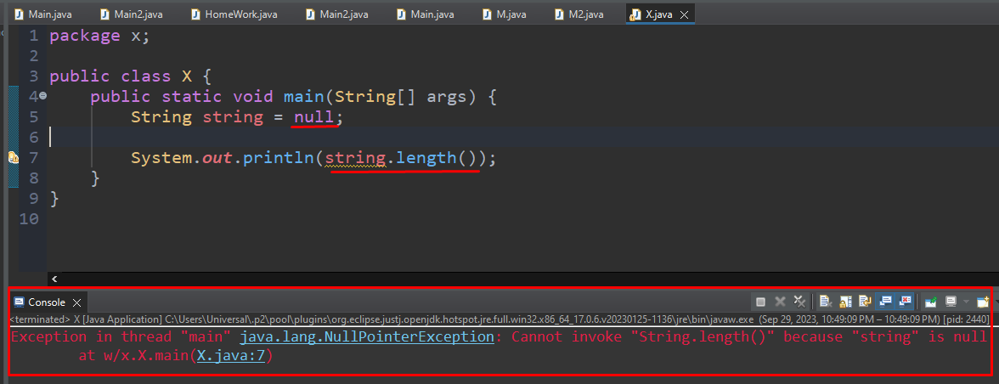 Main.java Main2.java HomeWork.java Main2.java Main.java M.java M2.java X.java
1 package x;
2
3 public class X {
4 public static void main(String[] args) {
5 String string = null;
6
7 System.out.println(string.length());
8 }
9 }
10
Console
<terminated> X [Java Application] C:\Users\Universal\.p2\pool\plugins\org.eclipse.justj.openjdk.hotspot.jre.full.win32.x86_64_17.0.6.v20230125-1136\jre\bin\javaw.exe (Sep 29, 2023, 10:49:09 PM – 10:49:09 PM) [pid: 2440]
Exception in thread "main" java.lang.NullPointerException: Cannot invoke "String.length()" because "string" is null
at w/x.X.main(X.java:7)